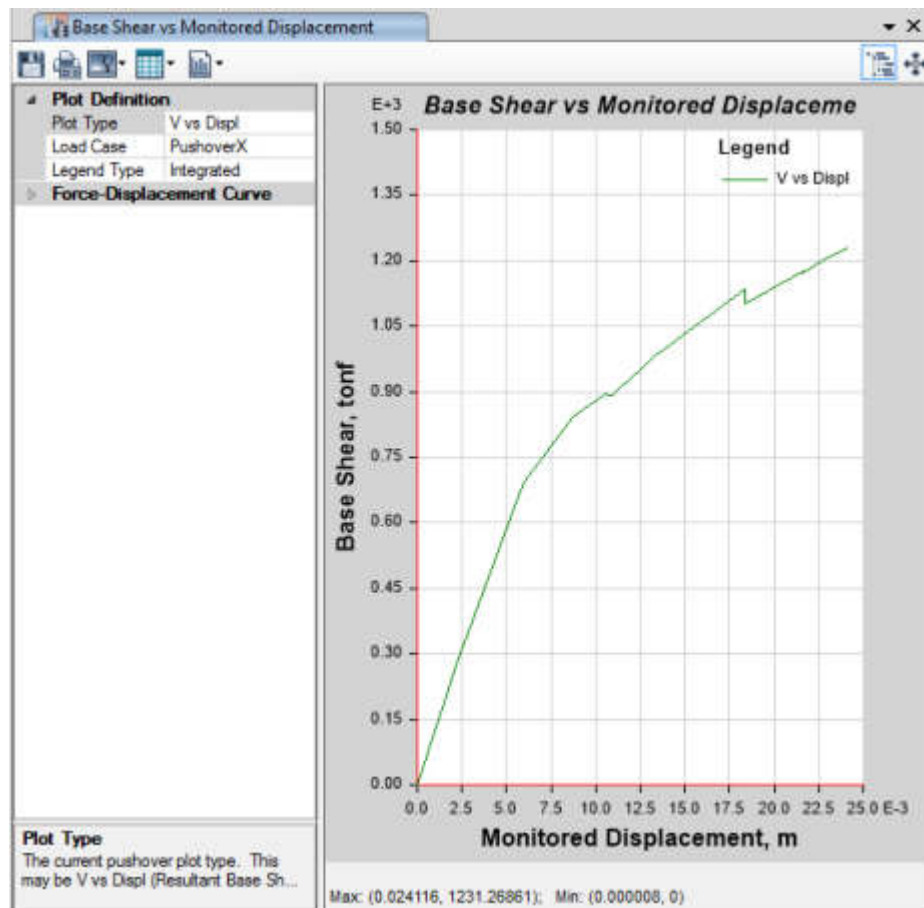 Base Shear vs Monitored Displacement
Plot Definition
Plot Type V vs Displ
Load Case PushoverX
Legend Type Integrated
Force-Displacement Curve
Plot Type
The current pushover plot type. This
may be V vs Displ (Resultant Base Sh...
E+3
Base Shear vs Monitored Displaceme
Legend
V vs Displ
1.50
1.35
1.20
1.05
0.90
0.75
0.60
0.45
0.30
0.15
0.00
Base Shear, tonf
0.0 2.5 5.0 7.5 10.0 12.5 15.0 17.5 20.0 22.5 25.0 E-3
Monitored Displacement, m
Max: (0.024116, 1231.26861); Min: (0.000008, 0)